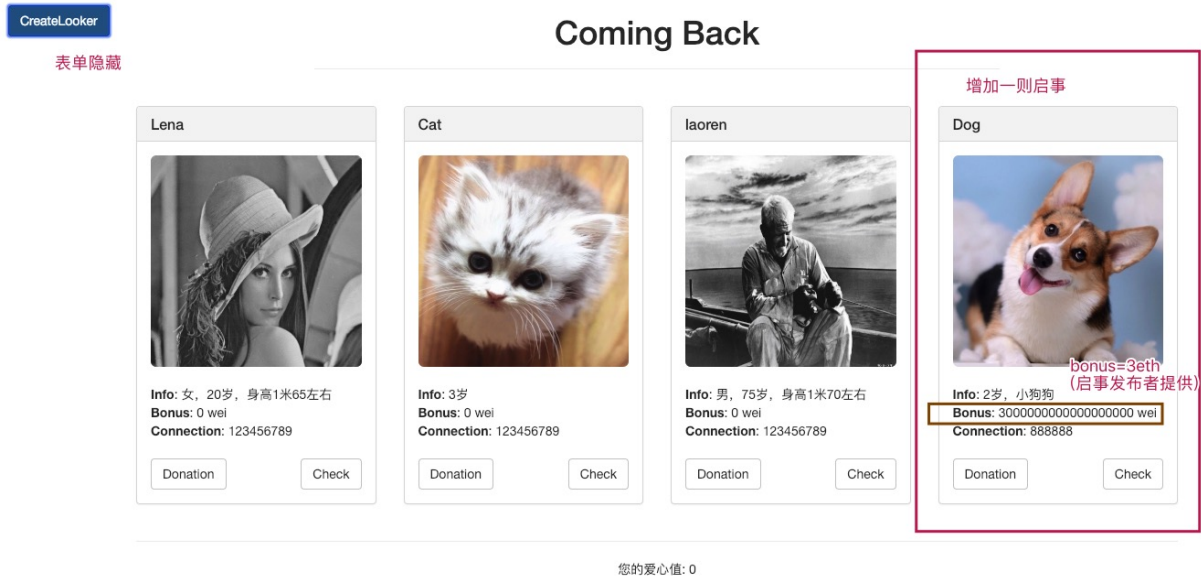 CreateLooker
Coming Back
表单隐藏
增加一则启事
Lena
Info: 女，20岁，身高1米65左右
Bonus: 0 wei
Connection: 123456789
Donation
Check
Cat
Info: 3岁
Bonus: 0 wei
Connection: 123456789
Donation
Check
laoren
Info: 男，75岁，身高1米70左右
Bonus: 0 wei
Connection: 123456789
Donation
Check
Dog
bonus=3eth
(启事发布者提供)
Info: 2岁，小狗狗
Bonus: 3000000000000000000 wei
Connection: 888888
Donation
Check
您的爱心值: 0